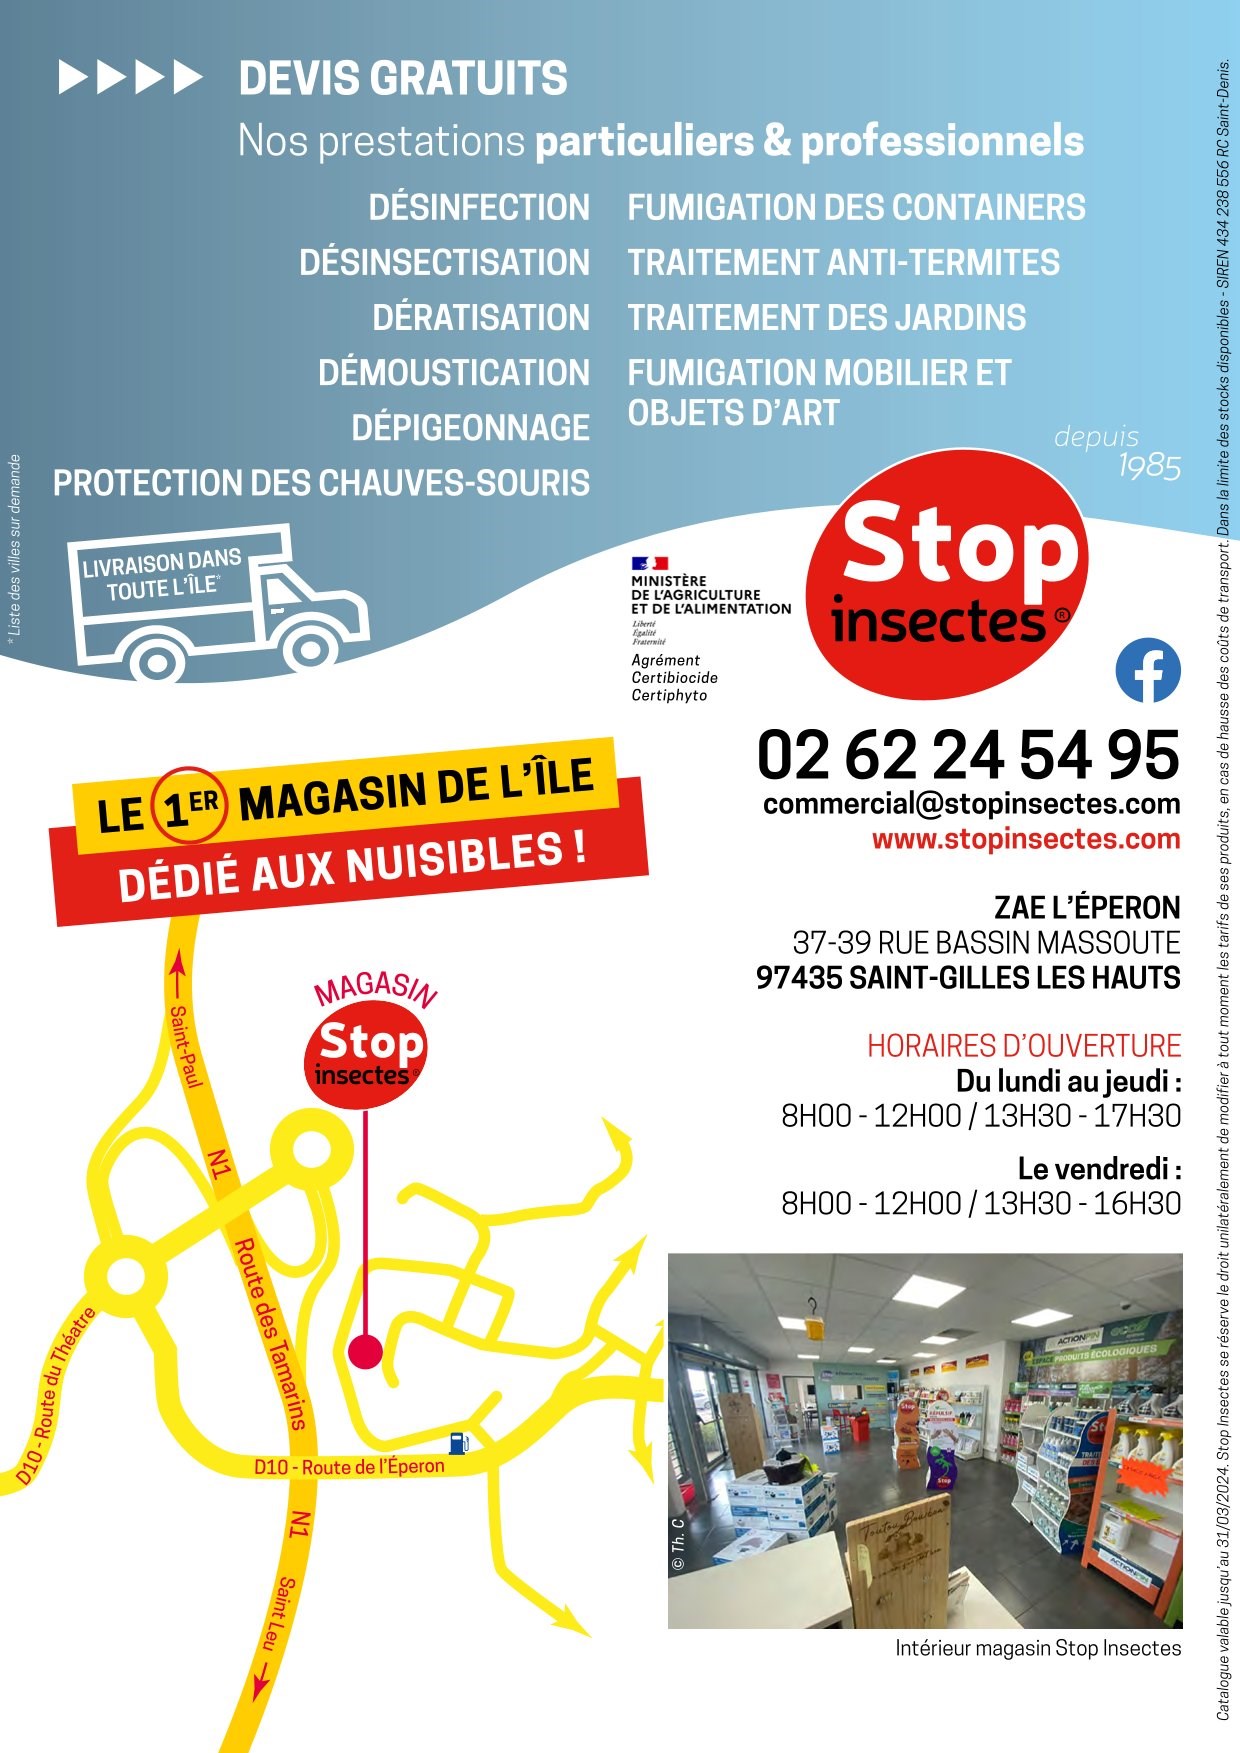 DEVIS GRATUITS
Nos prestations particuliers & professionnels
DÉSINFECTION
DÉSINSECTISATION
DÉRATISATION
DÉMOUSTICATION
DÉPIGEONNAGE
PROTECTION DES CHAUVES-SOURIS
FUMIGATION DES CONTAINERS
TRAITEMENT ANTI-TERMITES
TRAITEMENT DES JARDINS
FUMIGATION MOBILIER ET
OBJETS D'ART
depuis
1985
Stop
insectes ®
LIVRAISON DANS
TOUTE L'ÎLE*
* Liste des villes sur demande
MINISTÈRE
DE L'AGRICULTURE
ET DE L'ALIMENTATION
Liberté
Égalité
Fraternité
Agrément
Certibiocide
Certiphyto
02 62 24 54 95
commercial@stopinsectes.com
www.stopinsectes.com
LE 1ER MAGASIN DE L'ÎLE
DÉDIÉ AUX NUISIBLES !
ZAE L'ÉPERON
37-39 RUE BASSIN MASSOUTE
97435 SAINT-GILLES LES HAUTS
HORAIRES D'OUVERTURE
Du lundi au jeudi :
8H00 - 12H00 / 13H30 - 17H30
Le vendredi :
8H00 - 12H00 / 13H30 - 16H30
MAGASIN
Stop
insectes ®
Saint-Paul
N1
Route des Tamarins
D10 - Route du Théatre
D10 - Route de l'Éperon
N1
Saint Leu
ACTIONPIN
ESPACE PRODUITS ÉCOLOGIQUES
Stop
Stop
ACTIONPIN
© Th. C
Intérieur magasin Stop Insectes
Catalogue valable jusqu'au 31/03/2024. Stop Insectes se réserve le droit unilatéralement de modifier à tout moment les tarifs de ses produits, en cas de hausse des coûts de transport. Dans la limite des stocks disponibles - SIREN 434 238 556 RC Saint-Denis.